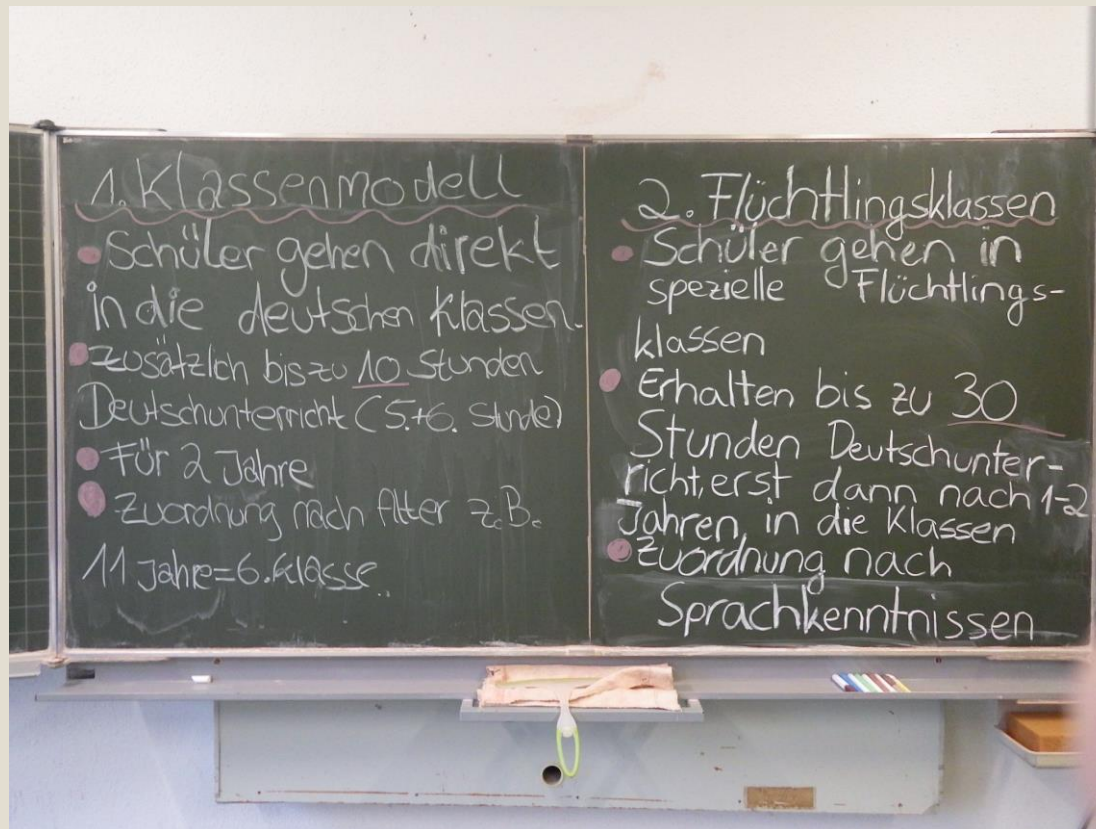 1. Klassenmodell
• Schüler gehen direkt
in die deutschen Klassen.
• zusätzlich bis zu 10 Stunden
Deutschunterricht (5.+6. Stunde)
• Für 2 Jahre
• Zuordnung nach Alter z.B.
11 Jahre=6.Klasse
2. Flüchtlingsklassen
• Schüler gehen in
spezielle Flüchtlings-
klassen
• Erhalten bis zu 30
Stunden Deutschunter-
richt, erst dann nach 1-2
Jahren in die Klassen
• Zuordnung nach
Sprachkenntnissen